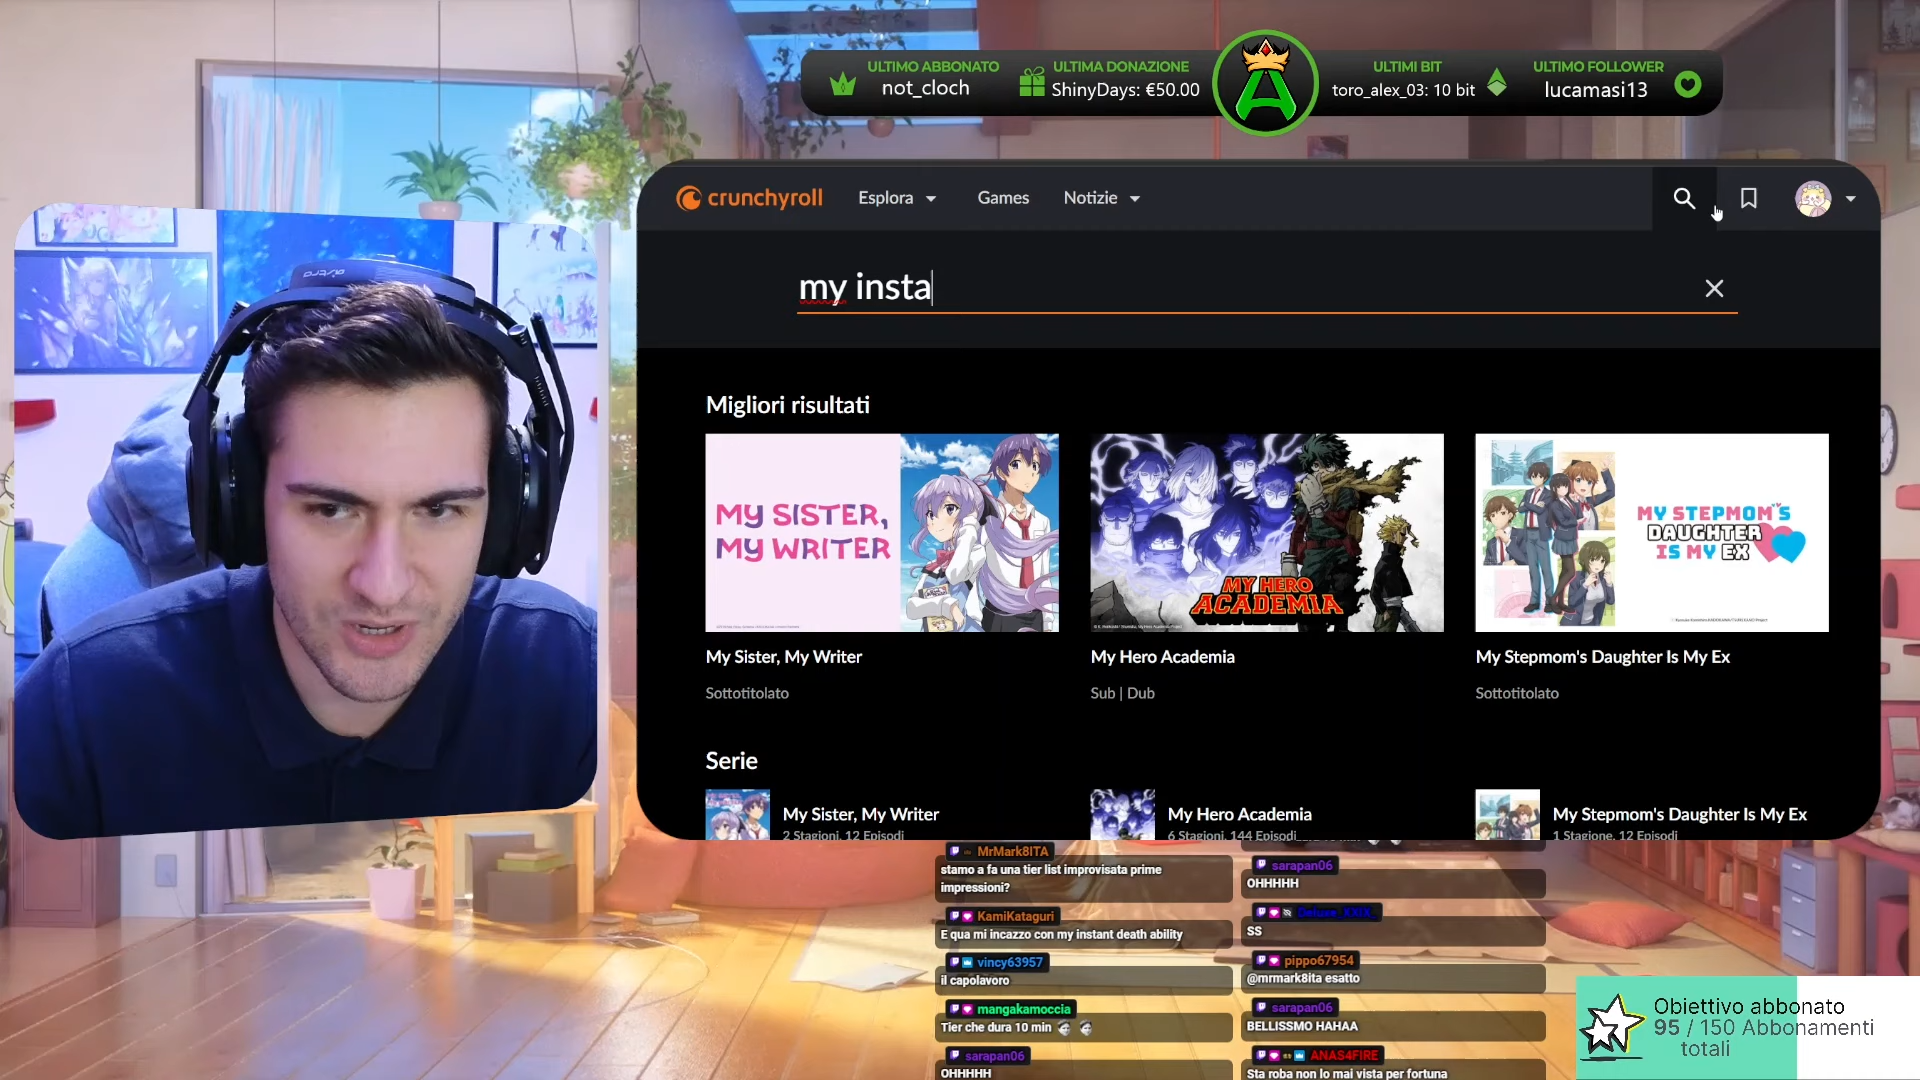 ULTIMO ABBONATO
not_cloch
ULTIMA DONAZIONE
ShinyDays: €50.00
ULTIMI BIT
toro_alex_03: 10 bit
ULTIMO FOLLOWER
lucamasi13
crunchyroll
Esplora
Games
Notizie
my insta
Migliori risultati
MY SISTER,
MY WRITER
MY HERO
ACADEMIA
MY STEPMOM'S
DAUGHTER
IS MY EX
My Sister, My Writer
My Hero Academia
My Stepmom's Daughter Is My Ex
Sottotitolato
Sub | Dub
Sottotitolato
Serie
My Sister, My Writer
2 Stagioni, 12 Episodi
My Hero Academia
6 Stagioni, 144 Episodi
My Stepmom's Daughter Is My Ex
1 Stagione, 12 Episodi
astro
MrMark8ITA
stamo a fa una tier list improvisata prime
impressioni?
KamiKataguri
E qua mi incazzo con my instant death ability
vincy63957
il capolavoro
mangakamoccia
Tier che dura 10 min
sarapan06
OHHHHH
sarapan06
OHHHHH
SS
pippo67954
@mrmark8ita esatto
sarapan06
BELLISSMO HAHAA
ANAS4FIRE
Sta roba non lo mai vista per fortuna
Obiettivo abbonato
95 / 150 Abbonamenti
totali